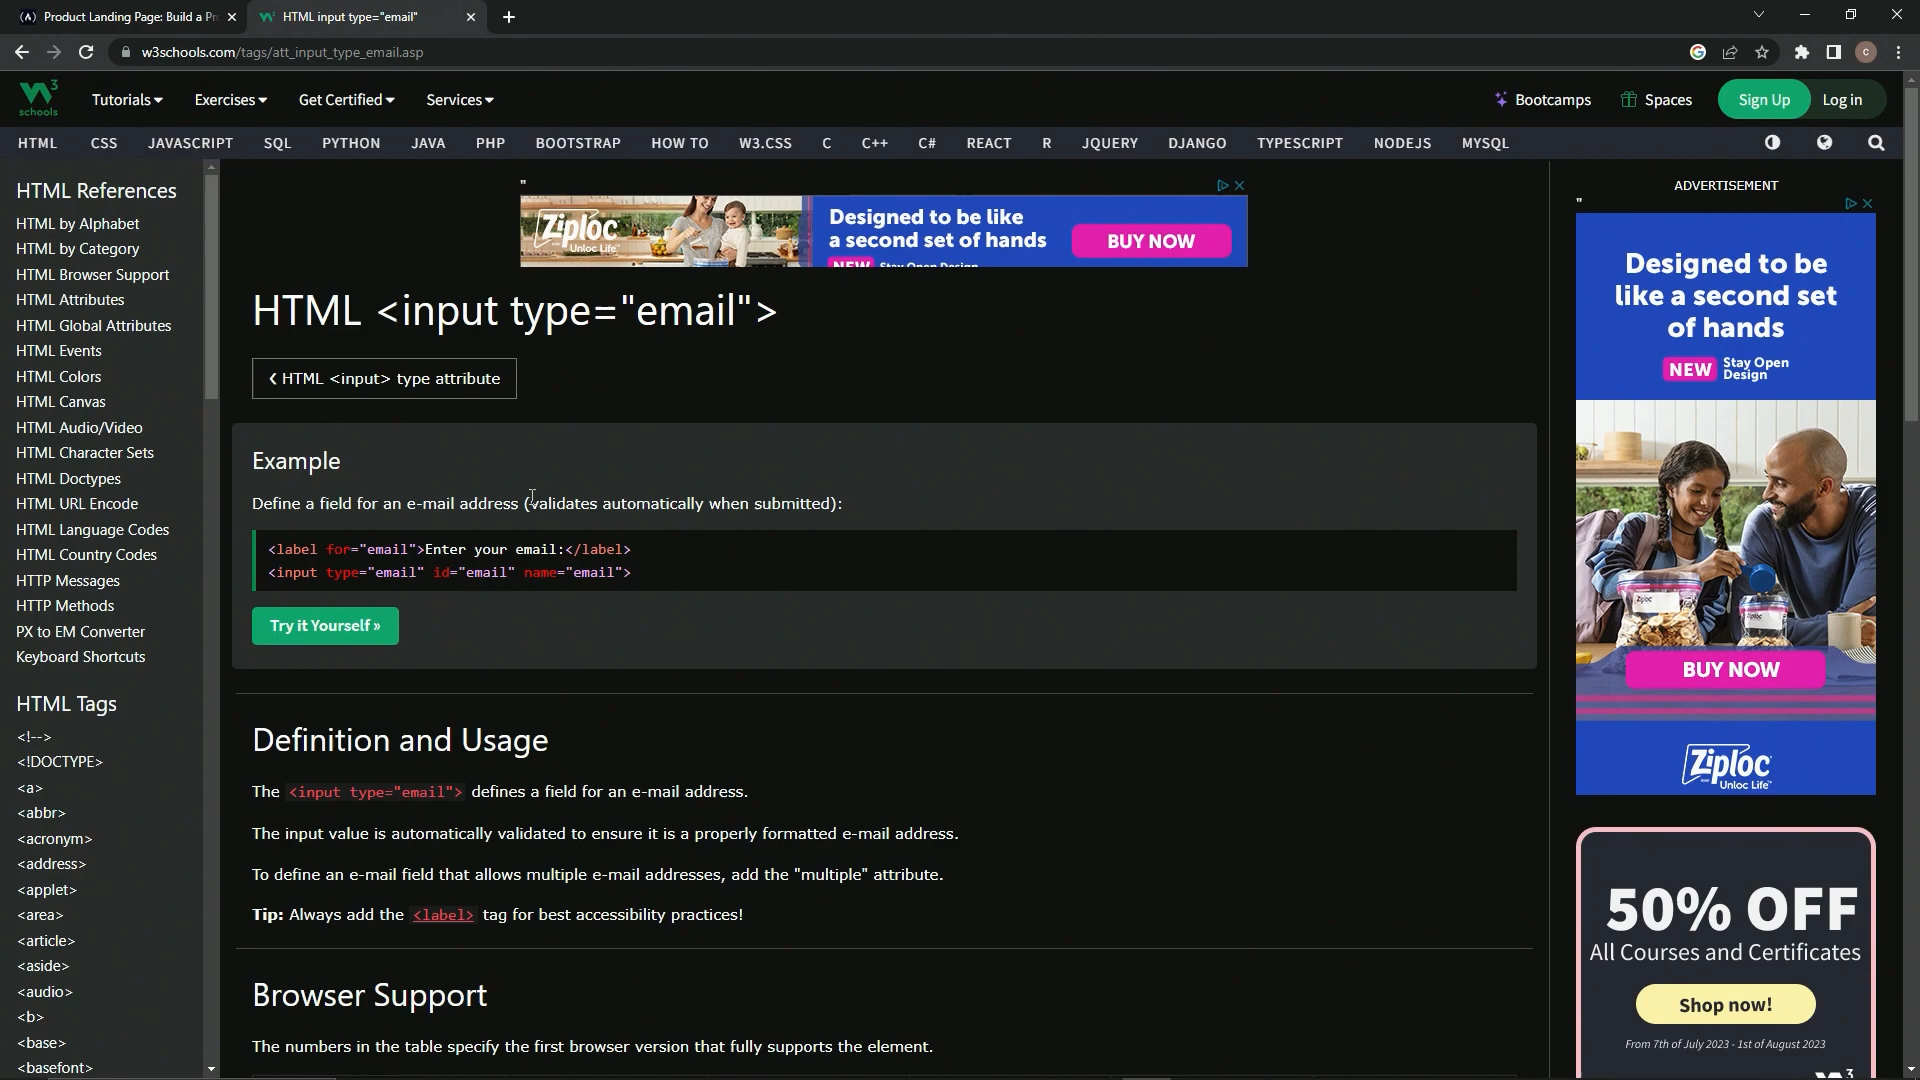 Product Landing Page: Build a Pr
HTML input type="email"
w3schools.com/tags/att_input_type_email.asp
C
3
schools
Tutorials
Exercises
Get Certified
Services
Bootcamps
Spaces
Sign Up
Log in
HTML
CSS
JAVASCRIPT
SQL
PYTHON
JAVA
PHP
BOOTSTRAP
HOW TO
W3.CSS
C
C++
C#
REACT
R
JQUERY
DJANGO
TYPESCRIPT
NODEJS
MYSQL
HTML References
HTML by Alphabet
HTML by Category
HTML Browser Support
HTML Attributes
HTML Global Attributes
HTML Events
HTML Colors
HTML Canvas
HTML Audio/Video
HTML Character Sets
HTML Doctypes
HTML URL Encode
HTML Language Codes
HTML Country Codes
HTTP Messages
HTTP Methods
PX to EM Converter
Keyboard Shortcuts
HTML Tags
<!-->
<!DOCTYPE>
<a>
<abbr>
<acronym>
<address>
<applet>
<area>
<article>
<aside>
<audio>
<b>
<base>
<basefont>
"
Ziploc
Unloc Life™
Designed to be like
a second set of hands
NEW Stay Open Design
BUY NOW
HTML <input type="email">
❮ HTML <input> type attribute
Example
Define a field for an e-mail address (validates automatically when submitted):
<label for="email">Enter your email:</label>
<input type="email" id="email" name="email">
Try it Yourself »
Definition and Usage
The <input type="email"> defines a field for an e-mail address.
The input value is automatically validated to ensure it is a properly formatted e-mail address.
To define an e-mail field that allows multiple e-mail addresses, add the "multiple" attribute.
Tip: Always add the <label> tag for best accessibility practices!
Browser Support
The numbers in the table specify the first browser version that fully supports the element.
ADVERTISEMENT
"
Designed to be
like a second set
of hands
NEW Stay Open
Design
Ziploc
Ziploc
BUY NOW
Ziploc
Unloc Life™
50% OFF
All Courses and Certificates
Shop now!
From 7th of July 2023 - 1st of August 2023
3